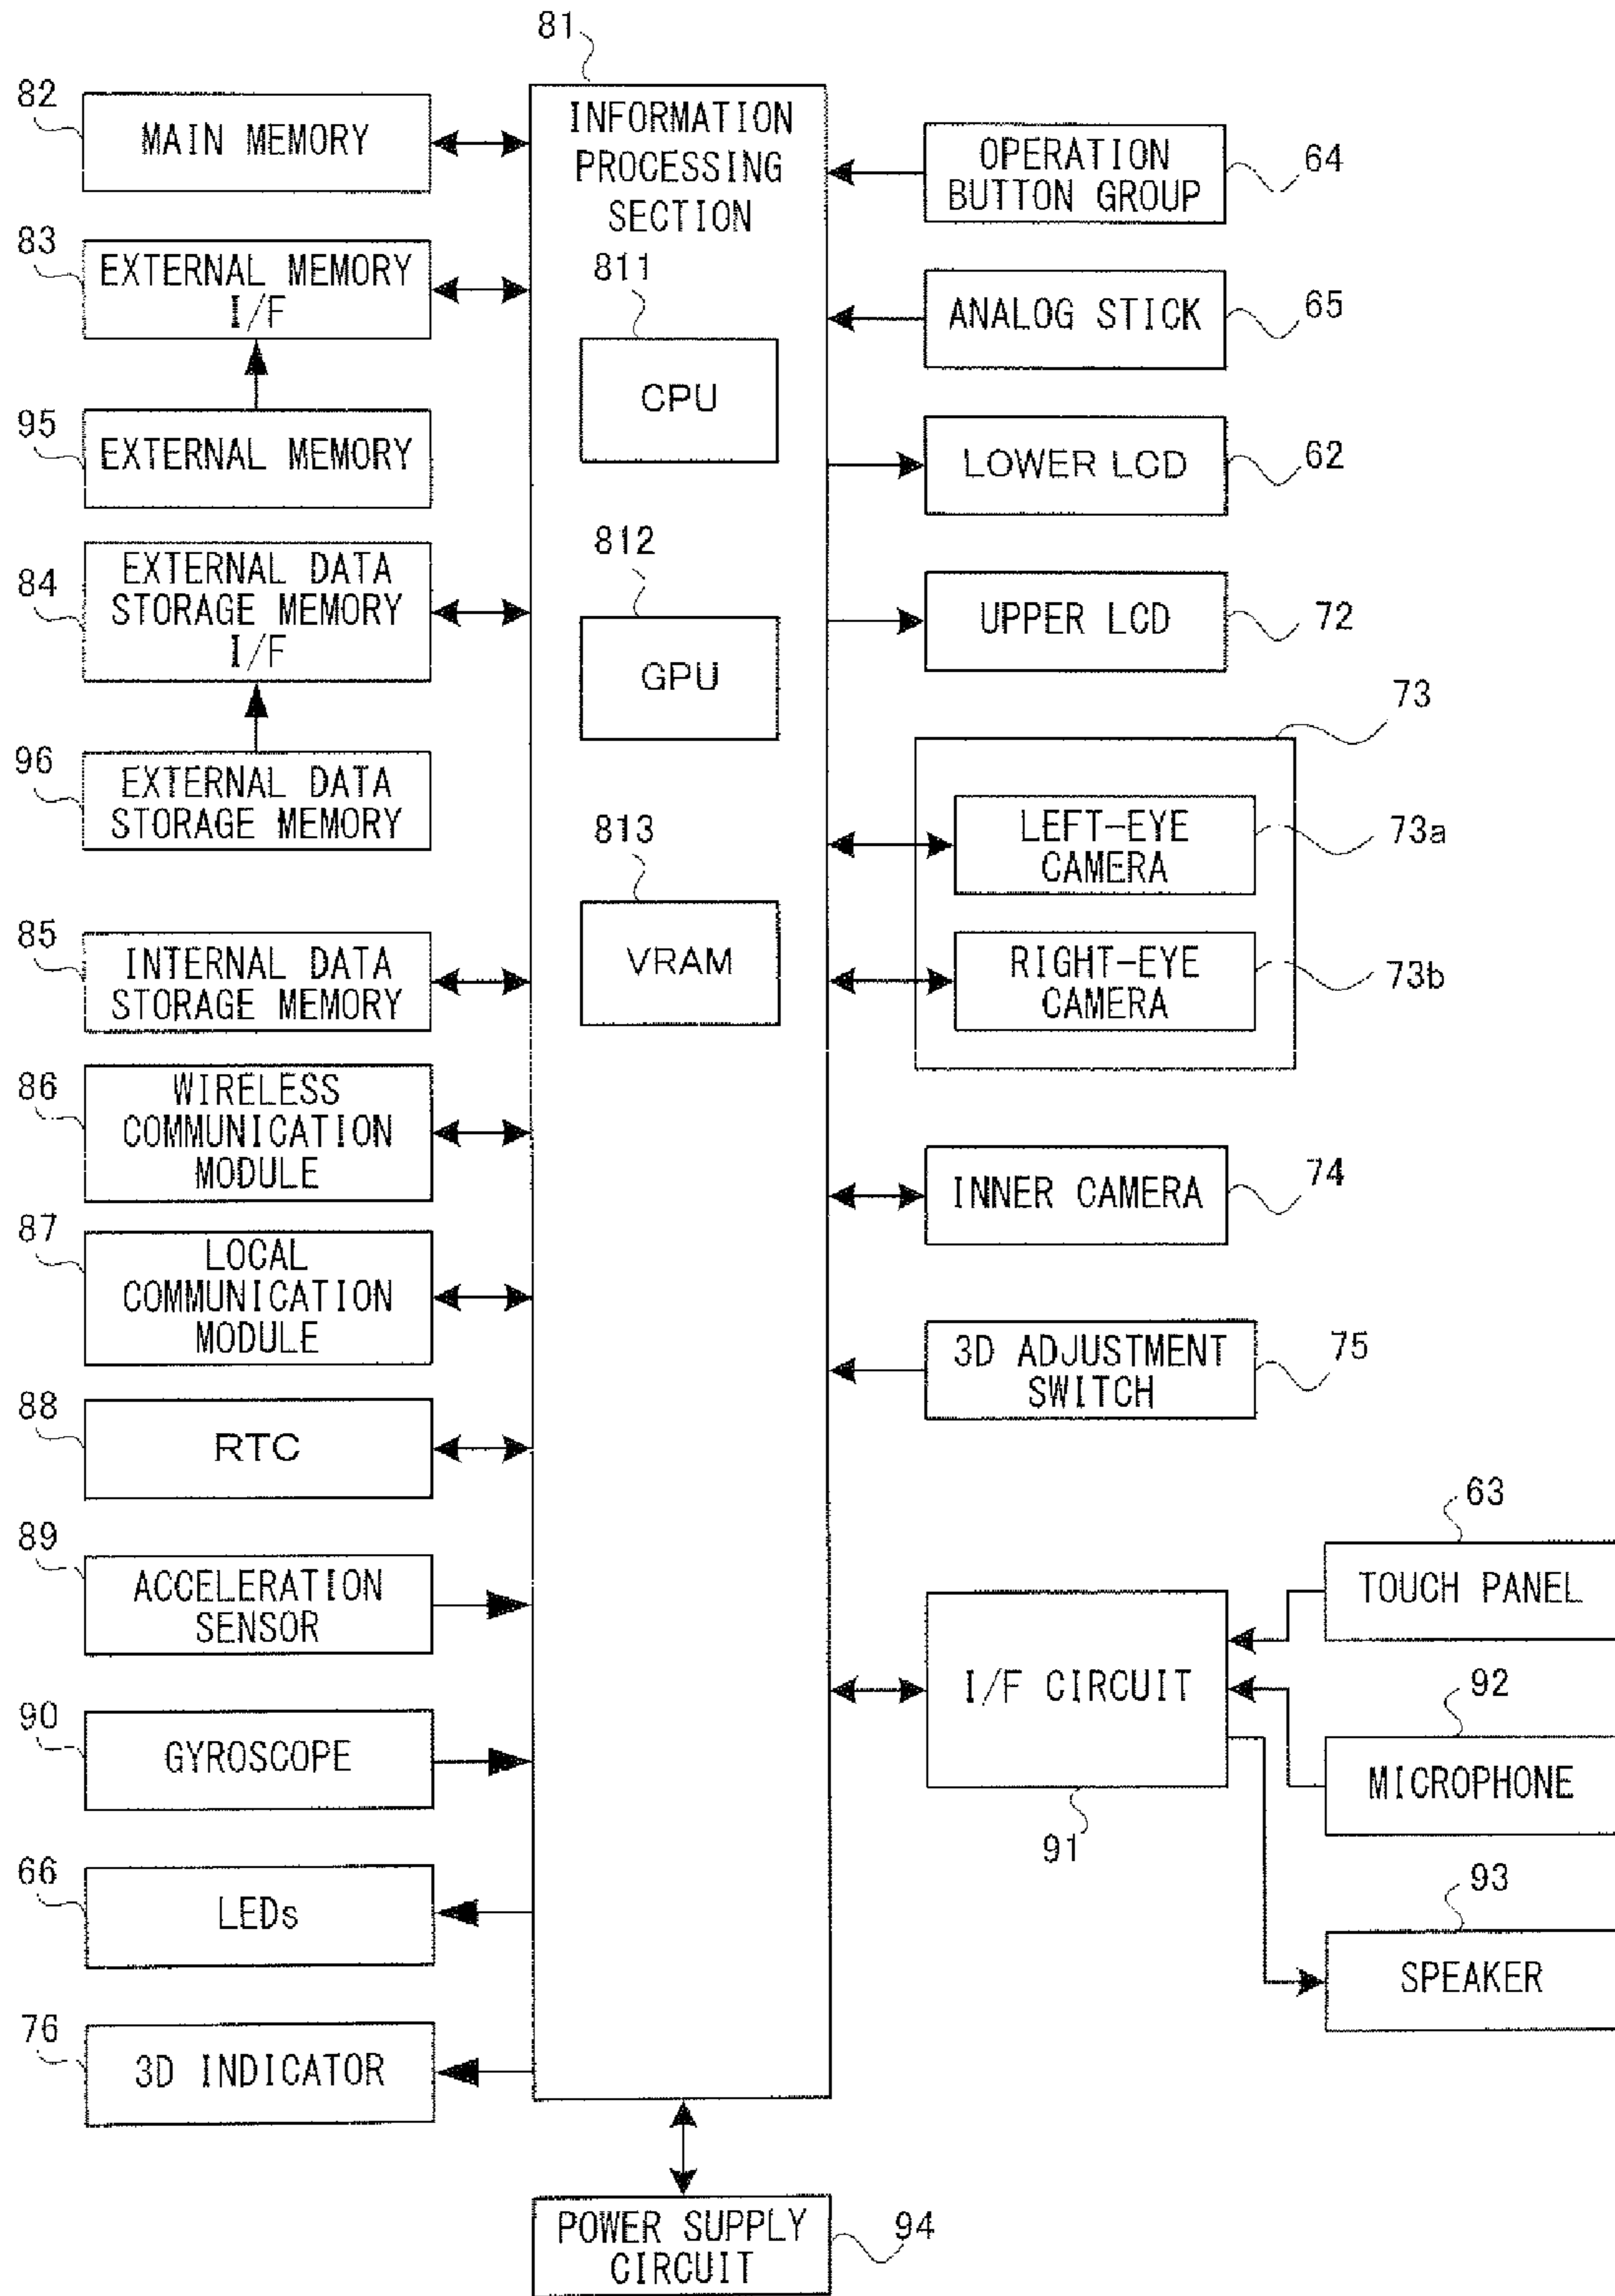 81
INFORMATION
PROCESSING
SECTION
811
CPU
812
GPU
813
VRAM
82
MAIN MEMORY
83
EXTERNAL MEMORY
I/F
95
EXTERNAL MEMORY
84
EXTERNAL DATA
STORAGE MEMORY
I/F
96
EXTERNAL DATA
STORAGE MEMORY
85
INTERNAL DATA
STORAGE MEMORY
86
WIRELESS
COMMUNICATION
MODULE
87
LOCAL
COMMUNICATION
MODULE
88
RTC
89
ACCELERATION
SENSOR
90
GYROSCOPE
66
LEDs
76
3D INDICATOR
OPERATION
BUTTON GROUP
64
ANALOG STICK
65
LOWER LCD
62
UPPER LCD
72
73
LEFT-EYE
CAMERA
73a
RIGHT-EYE
CAMERA
73b
INNER CAMERA
74
3D ADJUSTMENT
SWITCH
75
63
TOUCH PANEL
I/F CIRCUIT
91
92
MICROPHONE
93
SPEAKER
POWER SUPPLY
CIRCUIT
94